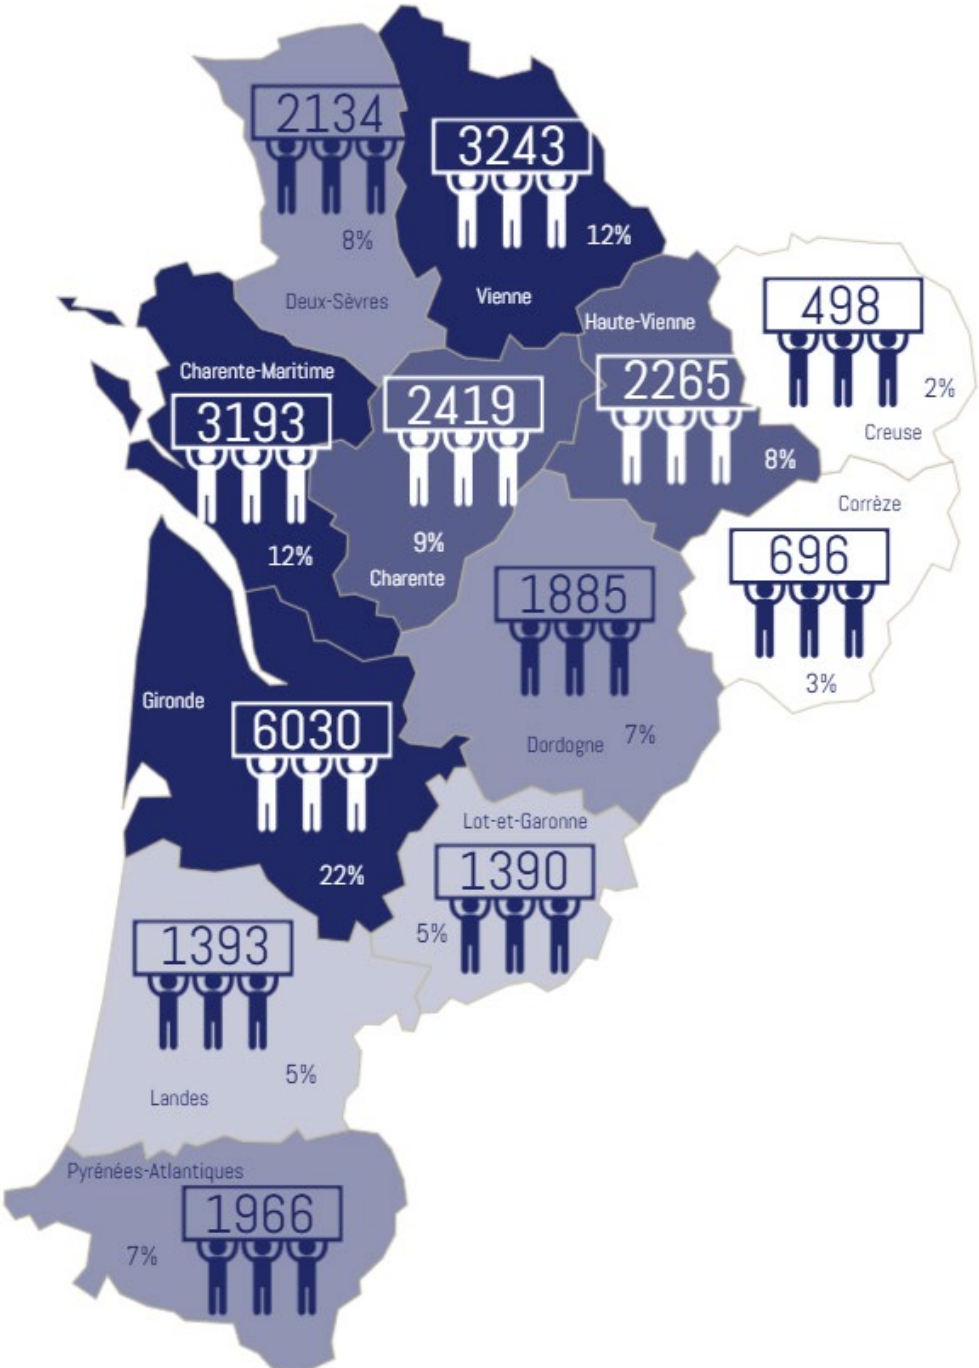 2134
8%
Deux-Sèvres
3243
12%
Vienne
Haute-Vienne
2265
8%
498
2%
Creuse
Charente-Maritime
3193
12%
2419
9%
Charente
Corrèze
696
3%
1885
Dordogne
7%
Gironde
6030
22%
Lot-et-Garonne
1390
5%
1393
5%
Landes
Pyrénées-Atlantiques
1966
7%